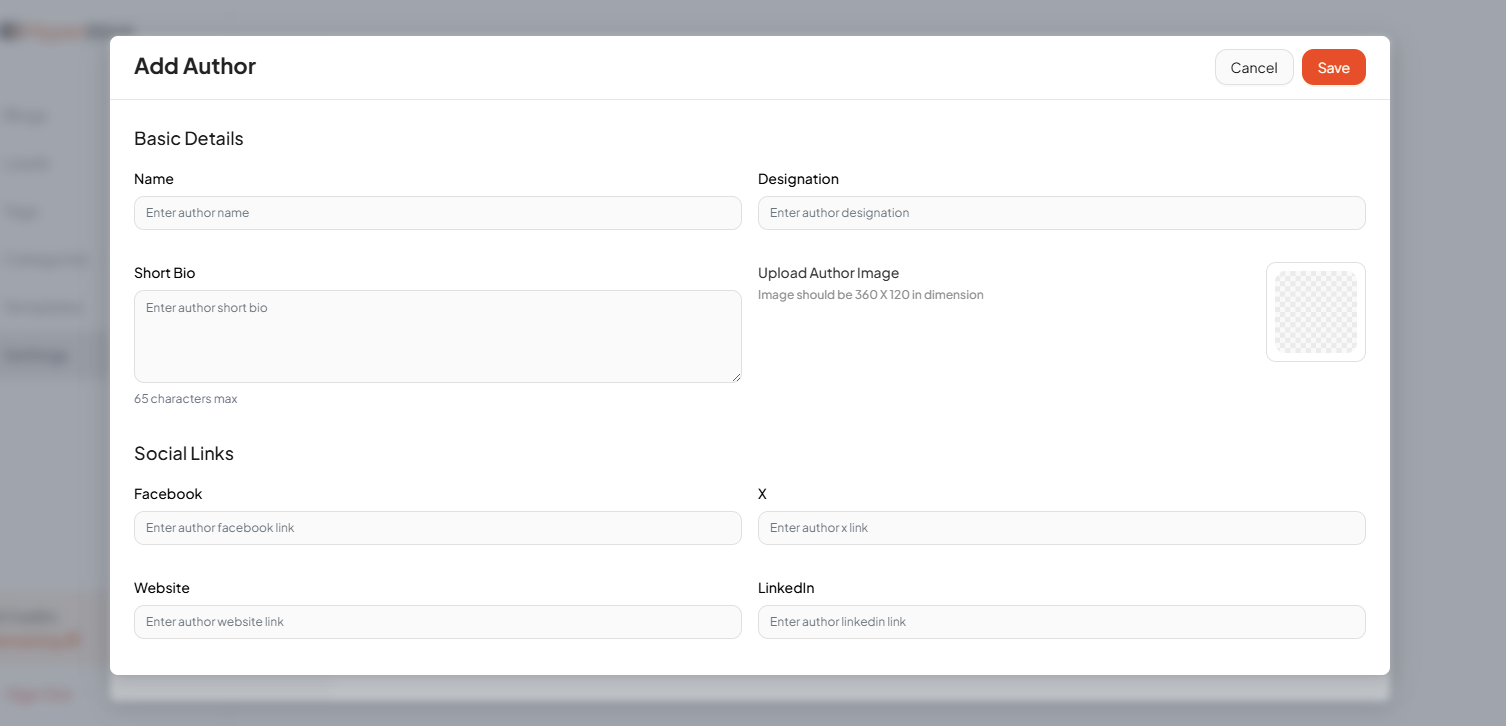 Add Author
Cancel
Save
Basic Details
Name
Designation
Enter author name
Enter author designation
Short Bio
Upload Author Image
Enter author short bio
Image should be 360 X 120 in dimension
65 characters max
Social Links
Facebook
X
Enter author facebook link
Enter author x link
Website
LinkedIn
Enter author website link
Enter author linkedin link